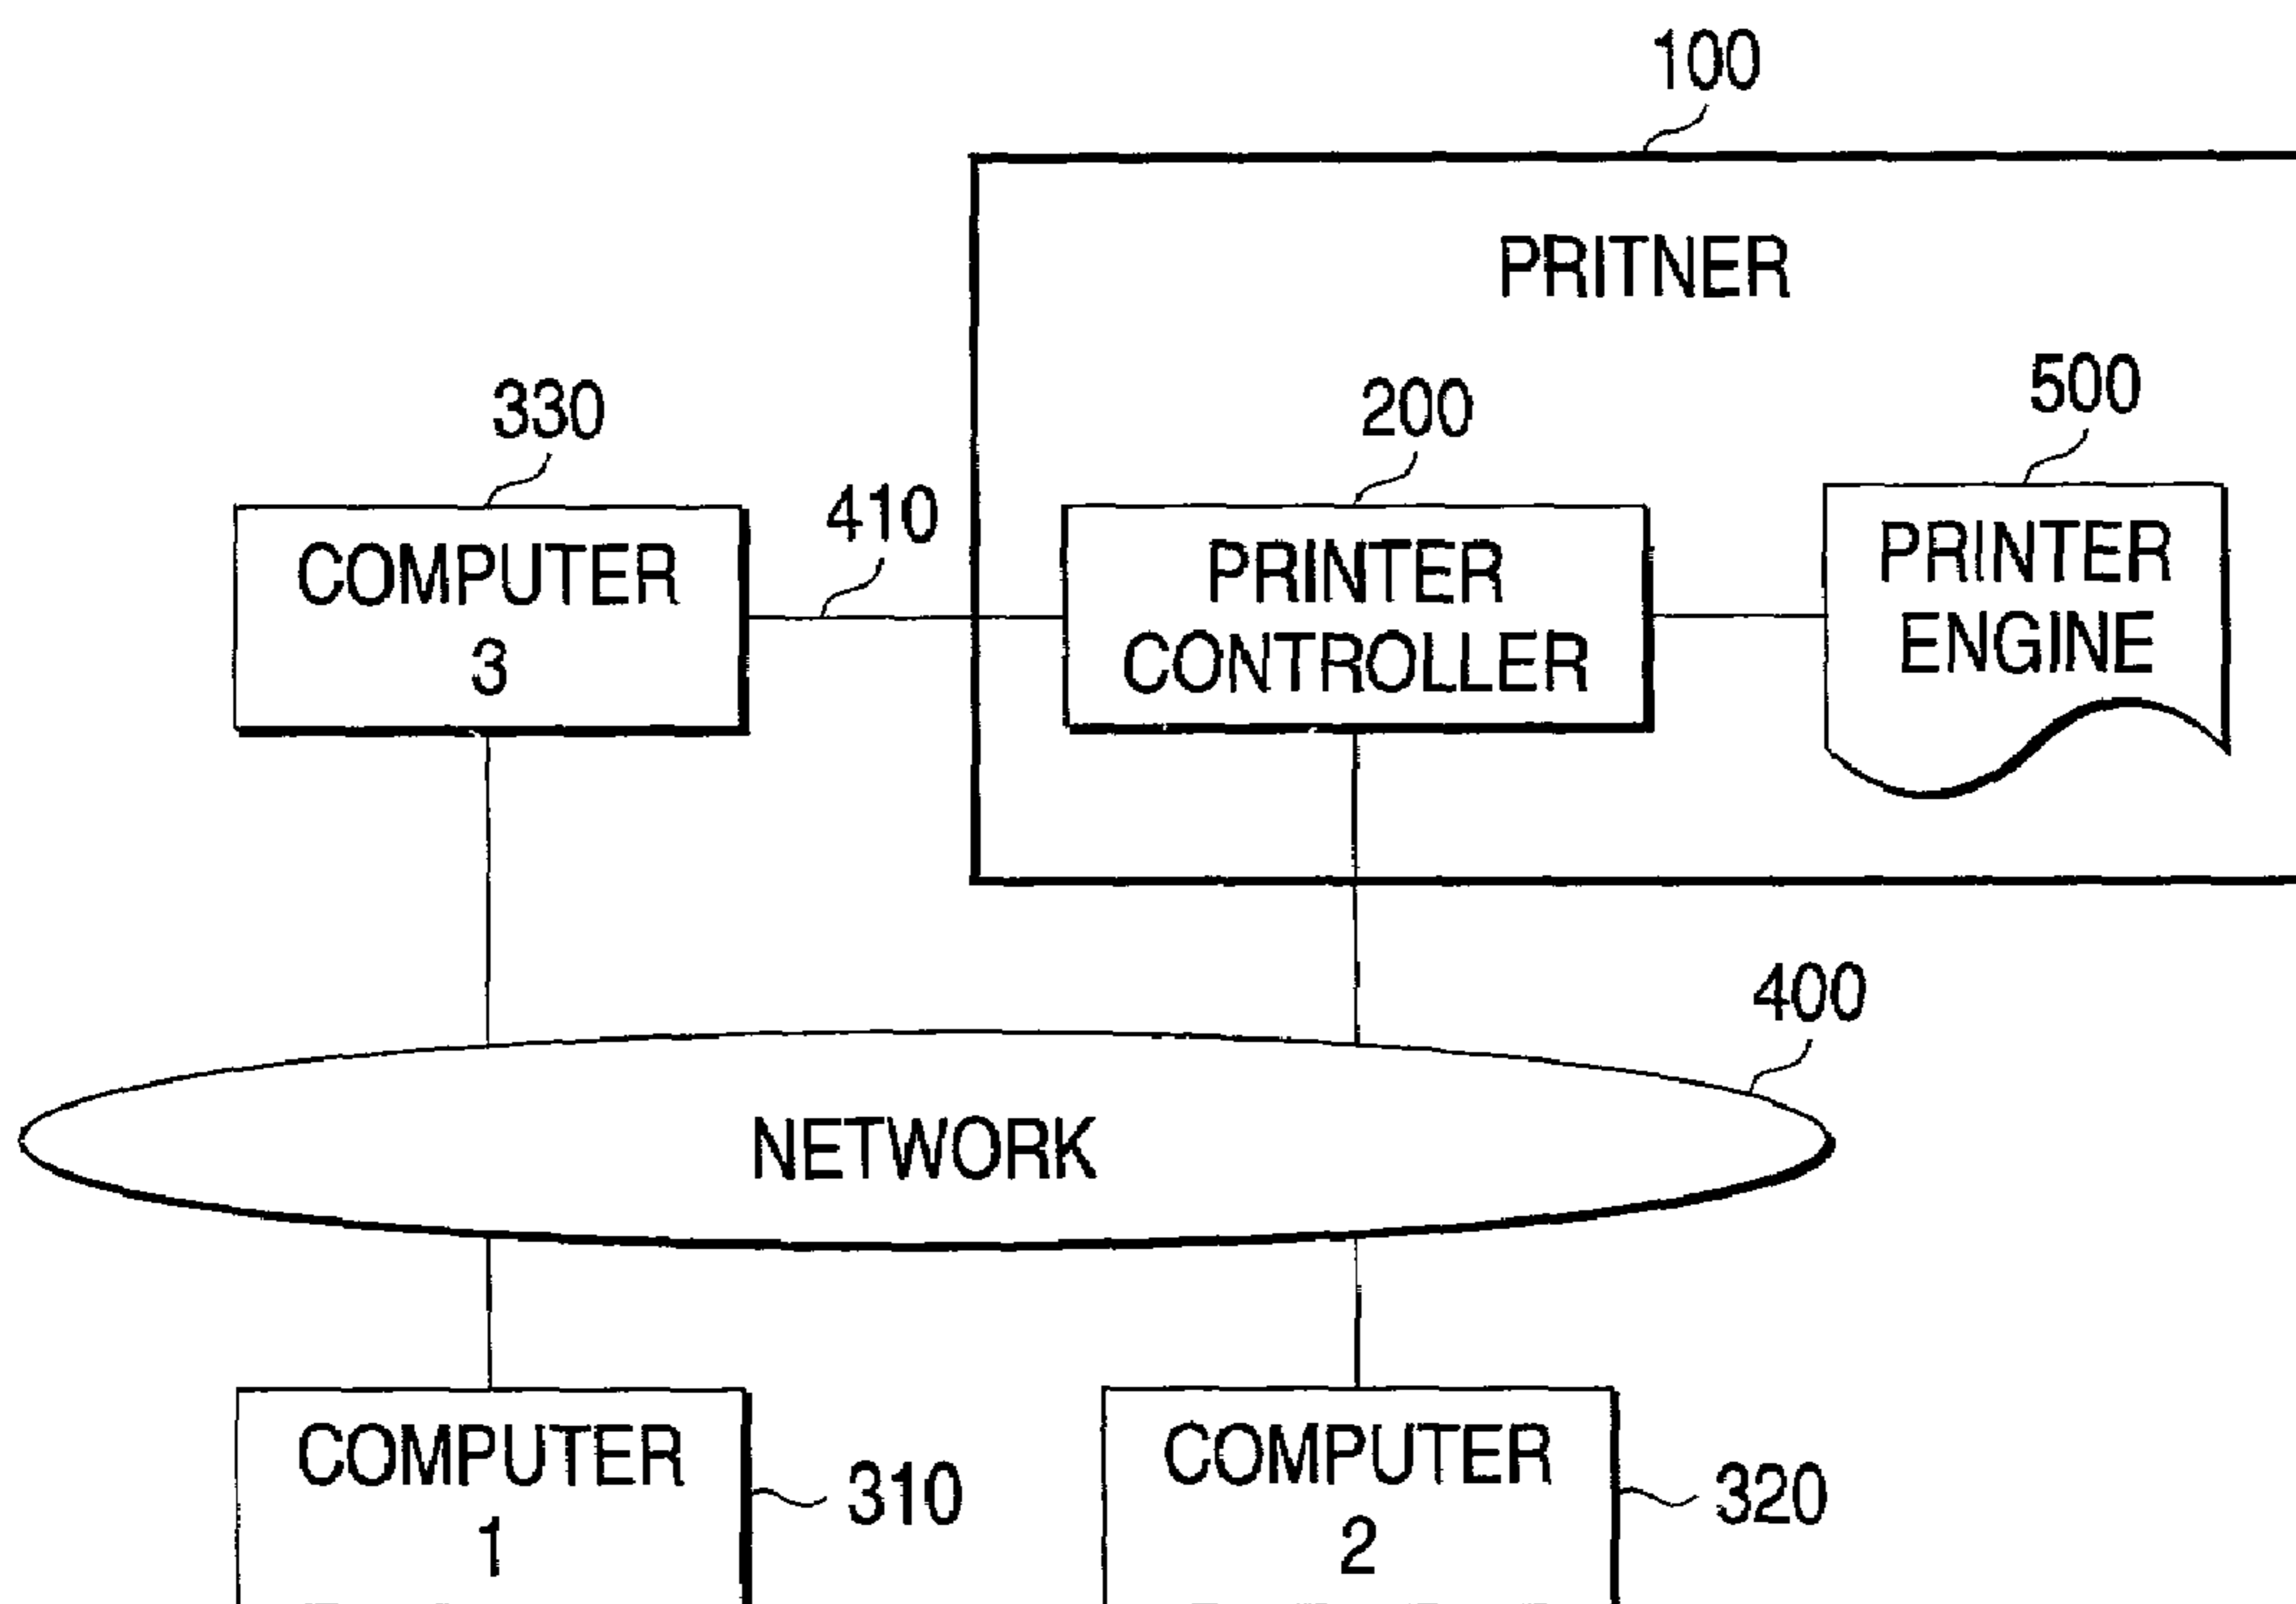 100
PRITNER
330
410
200
500
COMPUTER
3
PRINTER
CONTROLLER
PRINTER
ENGINE
400
NETWORK
COMPUTER
1
310
COMPUTER
2
320